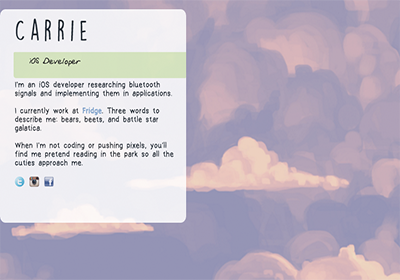 CARRIE
iOS Developer
I'm an iOS developer researching bluetooth
signals and implementing them in applications.
I currently work at Fridge. Three words to
describe me: bears, beets, and battle star
galatica.
When I'm not coding or pushing pixels, you'll
find me pretend reading in the park so all the
cuties approach me.